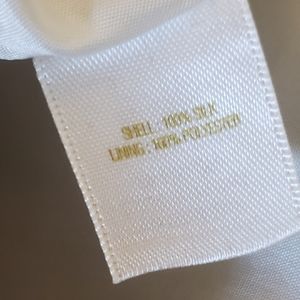 SHELL : 100% SILK
LINING : 100% POLYESTER